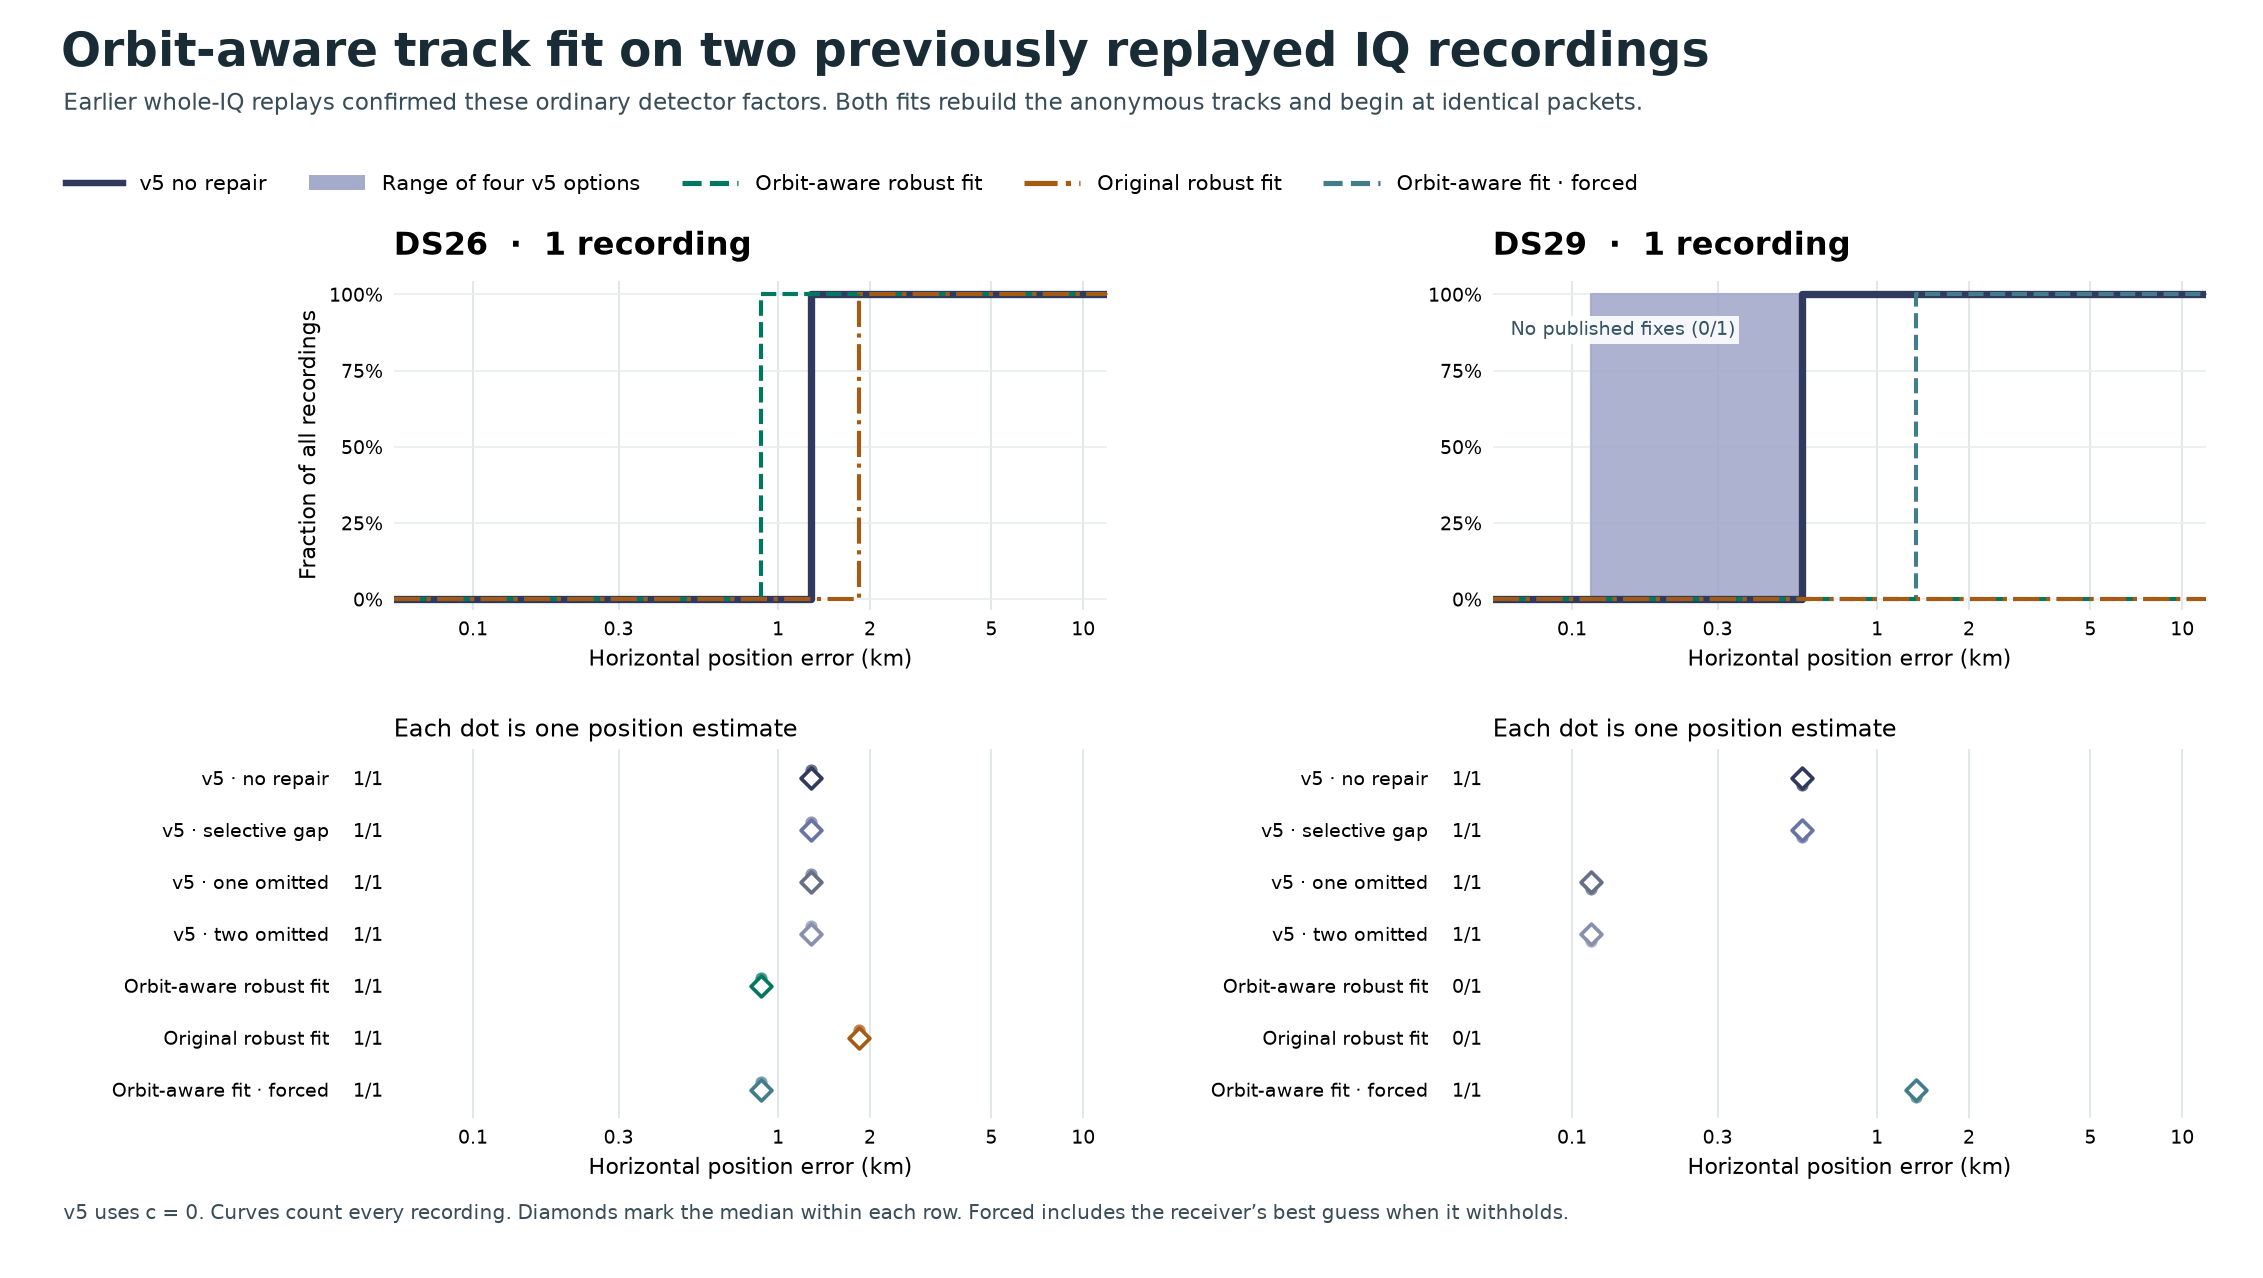 Orbit-aware track fit on two previously replayed IQ recordings
Earlier whole-IQ replays confirmed these ordinary detector factors. Both fits rebuild the anonymous tracks and begin at identical packets.
v5 no repair Range of four v5 options Orbit-aware robust fit Original robust fit Orbit-aware fit · forced
DS26 · 1 recording
100%
75%
50%
25%
0%
Fraction of all recordings
0.1 0.3 1 2 5 10
Horizontal position error (km)
DS29 · 1 recording
No published fixes (0/1)
100%
75%
50%
25%
0%
0.1 0.3 1 2 5 10
Horizontal position error (km)
Each dot is one position estimate
v5 · no repair 1/1
v5 · selective gap 1/1
v5 · one omitted 1/1
v5 · two omitted 1/1
Orbit-aware robust fit 1/1
Original robust fit 1/1
Orbit-aware fit · forced 1/1
0.1 0.3 1 2 5 10
Horizontal position error (km)
Each dot is one position estimate
v5 · no repair 1/1
v5 · selective gap 1/1
v5 · one omitted 1/1
v5 · two omitted 1/1
Orbit-aware robust fit 0/1
Original robust fit 0/1
Orbit-aware fit · forced 1/1
0.1 0.3 1 2 5 10
Horizontal position error (km)
v5 uses c = 0. Curves count every recording. Diamonds mark the median within each row. Forced includes the receiver’s best guess when it withholds.